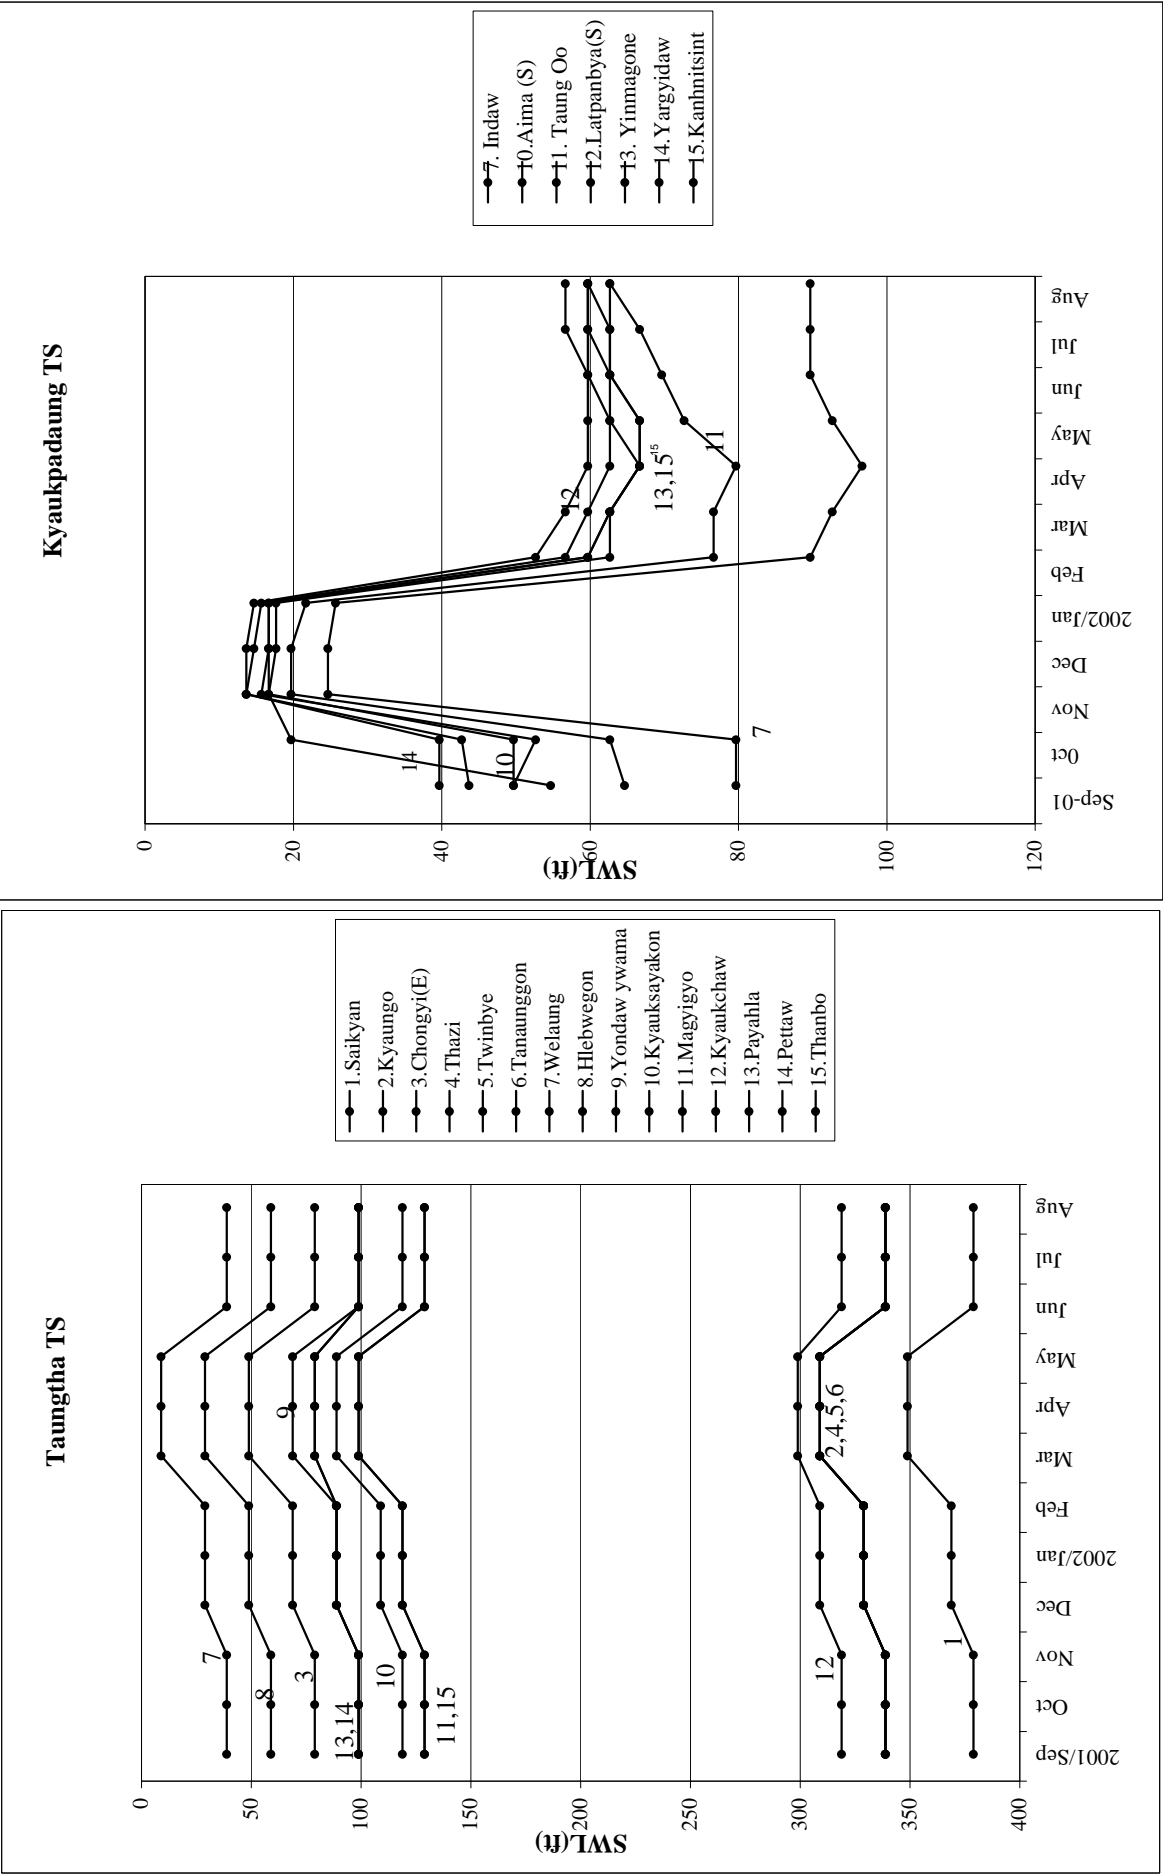 Kyaukpadaung TS
0
20
40
60
80
100
120
SWL(ft)
Sep-01
0ct
Nov
Dec
2002/Jan
Feb
Mar
Apr
May
Jun
Jul
Aug
14
10
7
12
13,15
15
11
7. Indaw
10.Aima (S)
11. Taung Oo
12.Latpanbya(S)
13. Yinmagone
14.Yargyidaw
15.Kanhnitsint
Taungtha TS
0
50
100
150
200
250
300
350
400
SWL(ft)
2001/Sep
Oct
Nov
Dec
2002/Jan
Feb
Mar
Apr
May
Jun
Jul
Aug
7
8
3
13,14
10
11,15
9
12
2,4,5,6
1
1.Saikyan
2.Kyaungo
3.Chongyi(E)
4.Thazi
5.Twinbye
6.Tanaunggon
7.Welaung
8.Hlebwegon
9.Yondaw ywama
10.Kyauksayakon
11.Magyigyo
12.Kyaukchaw
13.Payahla
14.Pettaw
15.Thanbo